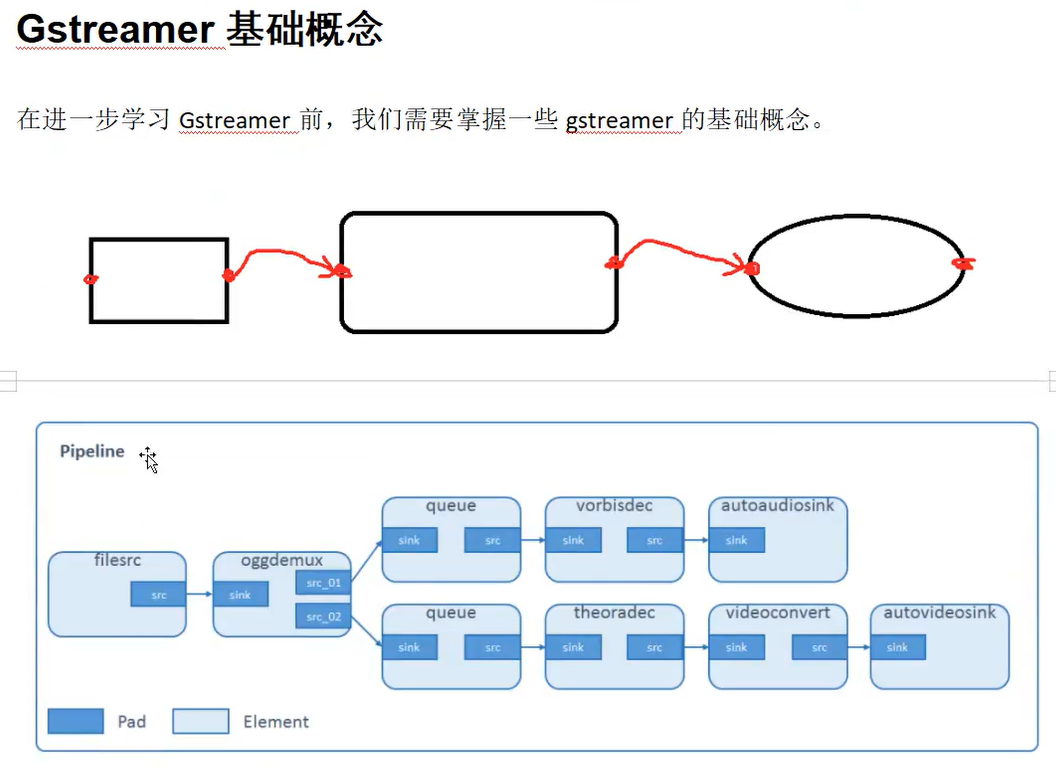 Gstreamer 基础概念
在进一步学习 Gstreamer 前，我们需要掌握一些 gstreamer 的基础概念。
Pipeline
queue
vorbisdec
autoaudiosink
sink
src
sink
src
sink
filesrc
oggdemux
src
sink
src_01
src_02
queue
theoradec
videoconvert
autovideosink
sink
src
sink
src
sink
src
sink
Pad
Element